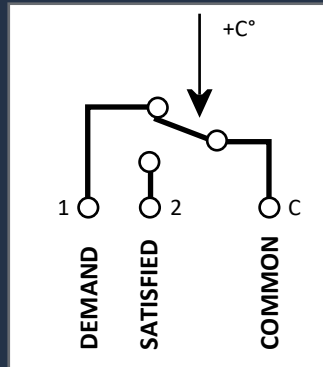 +C°
1
2
C
DEMAND
SATISFIED
COMMON